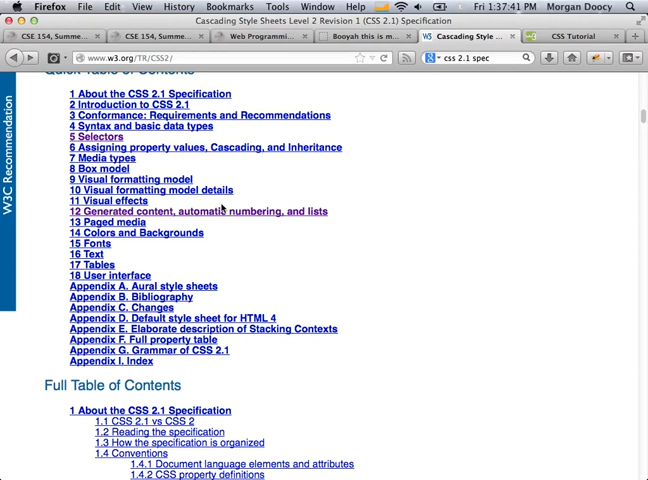 Firefox File Edit View History Bookmarks Tools Window Help Fri 1:37:41 PM Morgan Doocy
Cascading Style Sheets Level 2 Revision 1 (CSS 2.1) Specification
CSE 154, Summe... CSE 154, Summe... Web Programmi... Booyah this is m... Cascading Style ... CSS Tutorial
www.w3.org/TR/CSS2/ css 2.1 spec
Quick Table of Contents
W3C Recommendation
1 About the CSS 2.1 Specification
2 Introduction to CSS 2.1
3 Conformance: Requirements and Recommendations
4 Syntax and basic data types
5 Selectors
6 Assigning property values, Cascading, and Inheritance
7 Media types
8 Box model
9 Visual formatting model
10 Visual formatting model details
11 Visual effects
12 Generated content, automatic numbering, and lists
13 Paged media
14 Colors and Backgrounds
15 Fonts
16 Text
17 Tables
18 User interface
Appendix A. Aural style sheets
Appendix B. Bibliography
Appendix C. Changes
Appendix D. Default style sheet for HTML 4
Appendix E. Elaborate description of Stacking Contexts
Appendix F. Full property table
Appendix G. Grammar of CSS 2.1
Appendix I. Index
Full Table of Contents
1 About the CSS 2.1 Specification
1.1 CSS 2.1 vs CSS 2
1.2 Reading the specification
1.3 How the specification is organized
1.4 Conventions
1.4.1 Document language elements and attributes
1.4.2 CSS property definitions